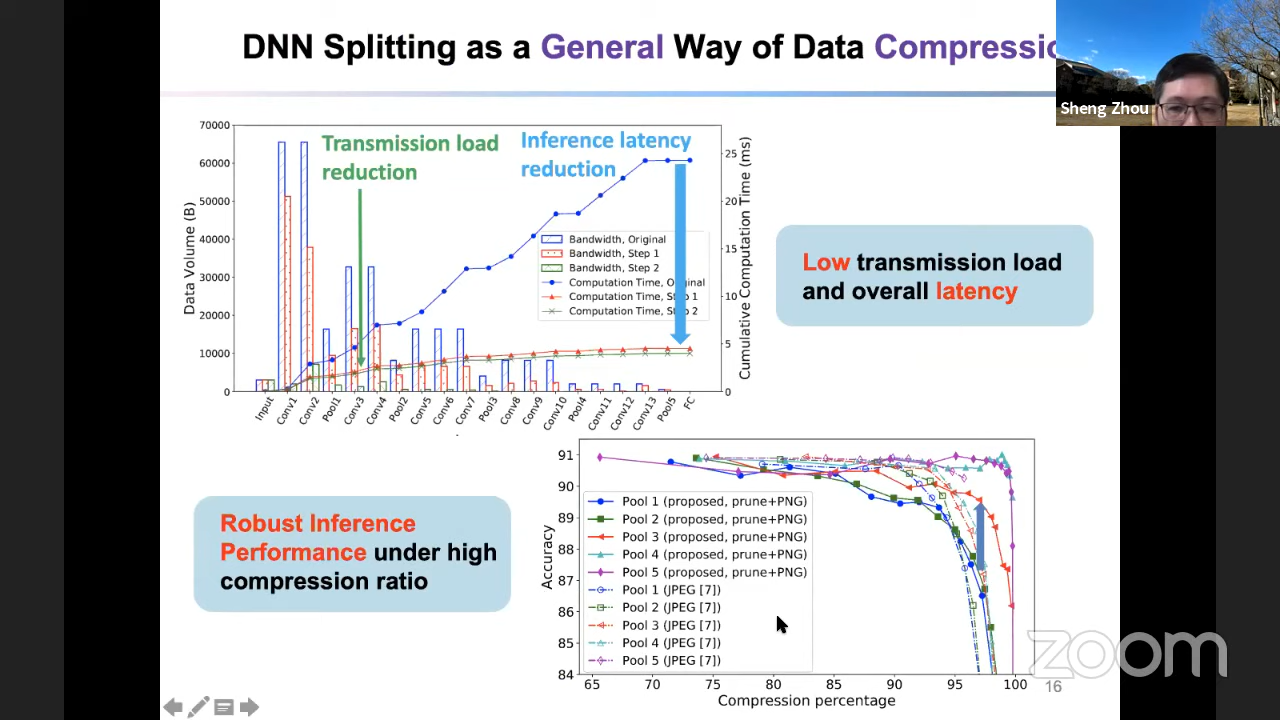 DNN Splitting as a General Way of Data Compressio
Sheng Zhou
70000
60000
50000
40000
30000
20000
10000
0
Data Volume (B)
Transmission load
reduction
Inference latency
reduction
Bandwidth, Original
Bandwidth, Step 1
Bandwidth, Step 2
Computation Time, Original
Computation Time, Step 1
Computation Time, Step 2
25
20
15
10
5
0
Cumulative Computation Time (ms)
Input
Conv1
Conv2
Pool1
Conv3
Conv4
Pool2
Conv5
Conv6
Conv7
Pool3
Conv8
Conv9
Conv10
Pool4
Conv11
Conv12
Conv13
Pool5
FC
Low transmission load
and overall latency
Robust Inference
Performance under high
compression ratio
91
90
89
88
87
86
85
84
Accuracy
Pool 1 (proposed, prune+PNG)
Pool 2 (proposed, prune+PNG)
Pool 3 (proposed, prune+PNG)
Pool 4 (proposed, prune+PNG)
Pool 5 (proposed, prune+PNG)
Pool 1 (JPEG [7])
Pool 2 (JPEG [7])
Pool 3 (JPEG [7])
Pool 4 (JPEG [7])
Pool 5 (JPEG [7])
65 70 75 80 85 90 95 100
Compression percentage
zoom
16